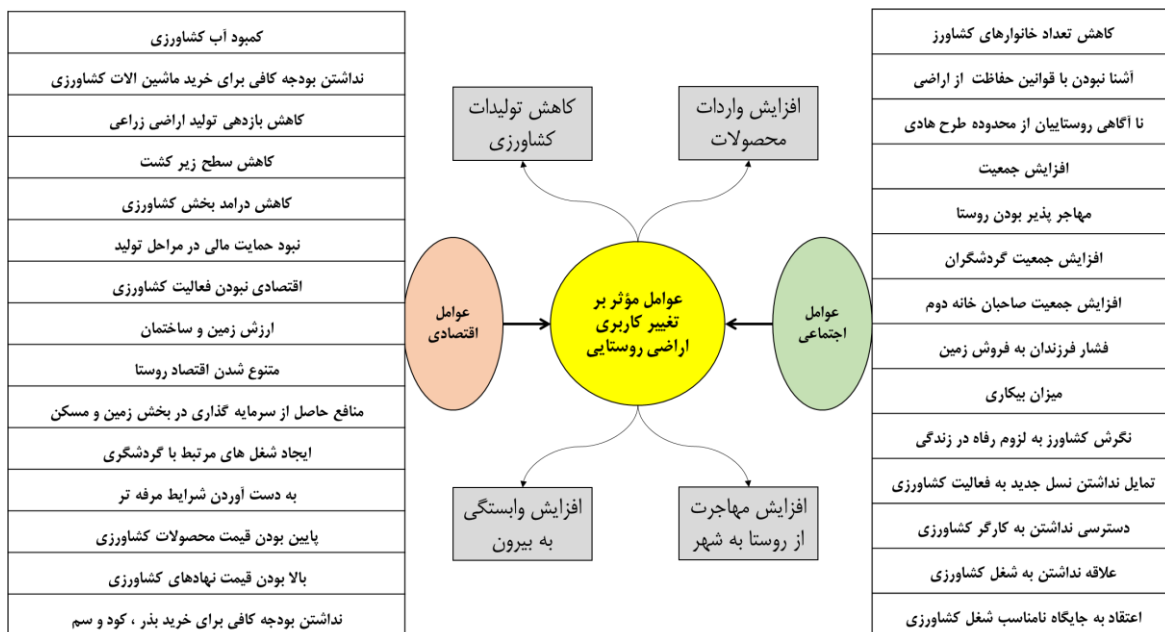 کاهش تعداد خانوارهای کشاورز
آشنا نبودن با قوانین حفاظت از اراضی
نا آگاهی روستاییان از محدوده طرح هادی
افزایش جمعیت
مهاجر پذیر بودن روستا
افزایش جمعیت گردشگران
افزایش جمعیت صاحبان خانه دوم
فشار فرزندان به فروش زمین
میزان بیکاری
نگرش کشاورز به لزوم رفاه در زندگی
تمایل نداشتن نسل جدید به فعالیت کشاورزی
دسترسی نداشتن به کارگر کشاورزی
علاقه نداشتن به شغل کشاورزی
اعتقاد به جایگاه نامناسب شغل کشاورزی
عوامل
اجتماعی
افزایش واردات
محصولات
کاهش تولیدات
کشاورزی
عوامل مؤثر بر
تغییر کاربری
اراضی روستایی
افزایش مهاجرت
از روستا به شهر
افزایش وابستگی
به بیرون
عوامل
اقتصادی
کمبود آب کشاورزی
نداشتن بودجه کافی برای خرید ماشین الات کشاورزی
کاهش بازدهی تولید اراضی زراعی
کاهش سطح زیر کشت
کاهش درامد بخش کشاورزی
نبود حمایت مالی در مراحل تولید
اقتصادی نبودن فعالیت کشاورزی
ارزش زمین و ساختمان
متنوع شدن اقتصاد روستا
منافع حاصل از سرمایه گذاری در بخش زمین و مسکن
ایجاد شغل های مرتبط با گردشگری
به دست آوردن شرایط مرفه تر
پایین بودن قیمت محصولات کشاورزی
بالا بودن قیمت نهادهای کشاورزی
نداشتن بودجه کافی برای خرید بذر ، کود و سم